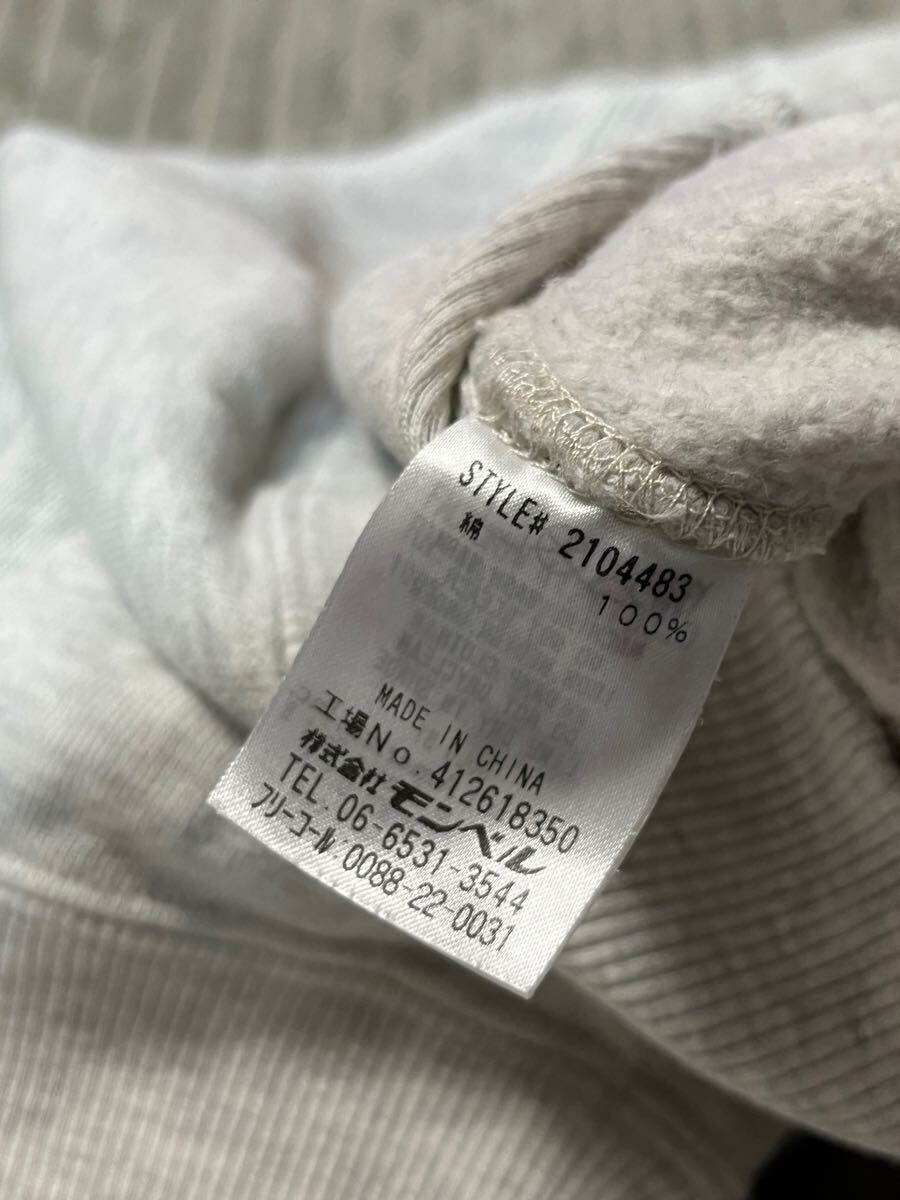 STYLE# 2104483
綿 100%
MADE IN CHINA
工場No.412618350
株式会社モンベル
TEL.06-6531-3544
フリーコール:0088-22-0031